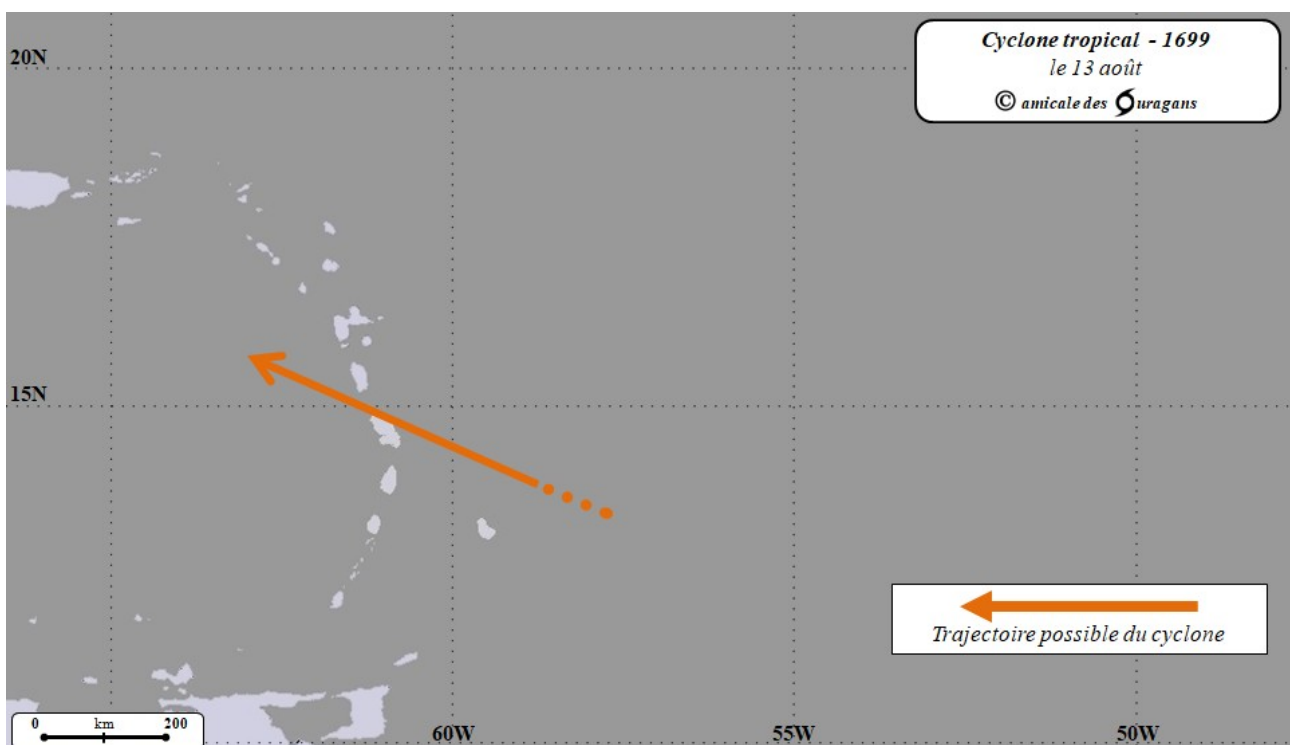 20N
Cyclone tropical - 1699
le 13 août
© amicale des Ouragans
15N
Trajectoire possible du cyclone
0 km 200
60W
55W
50W